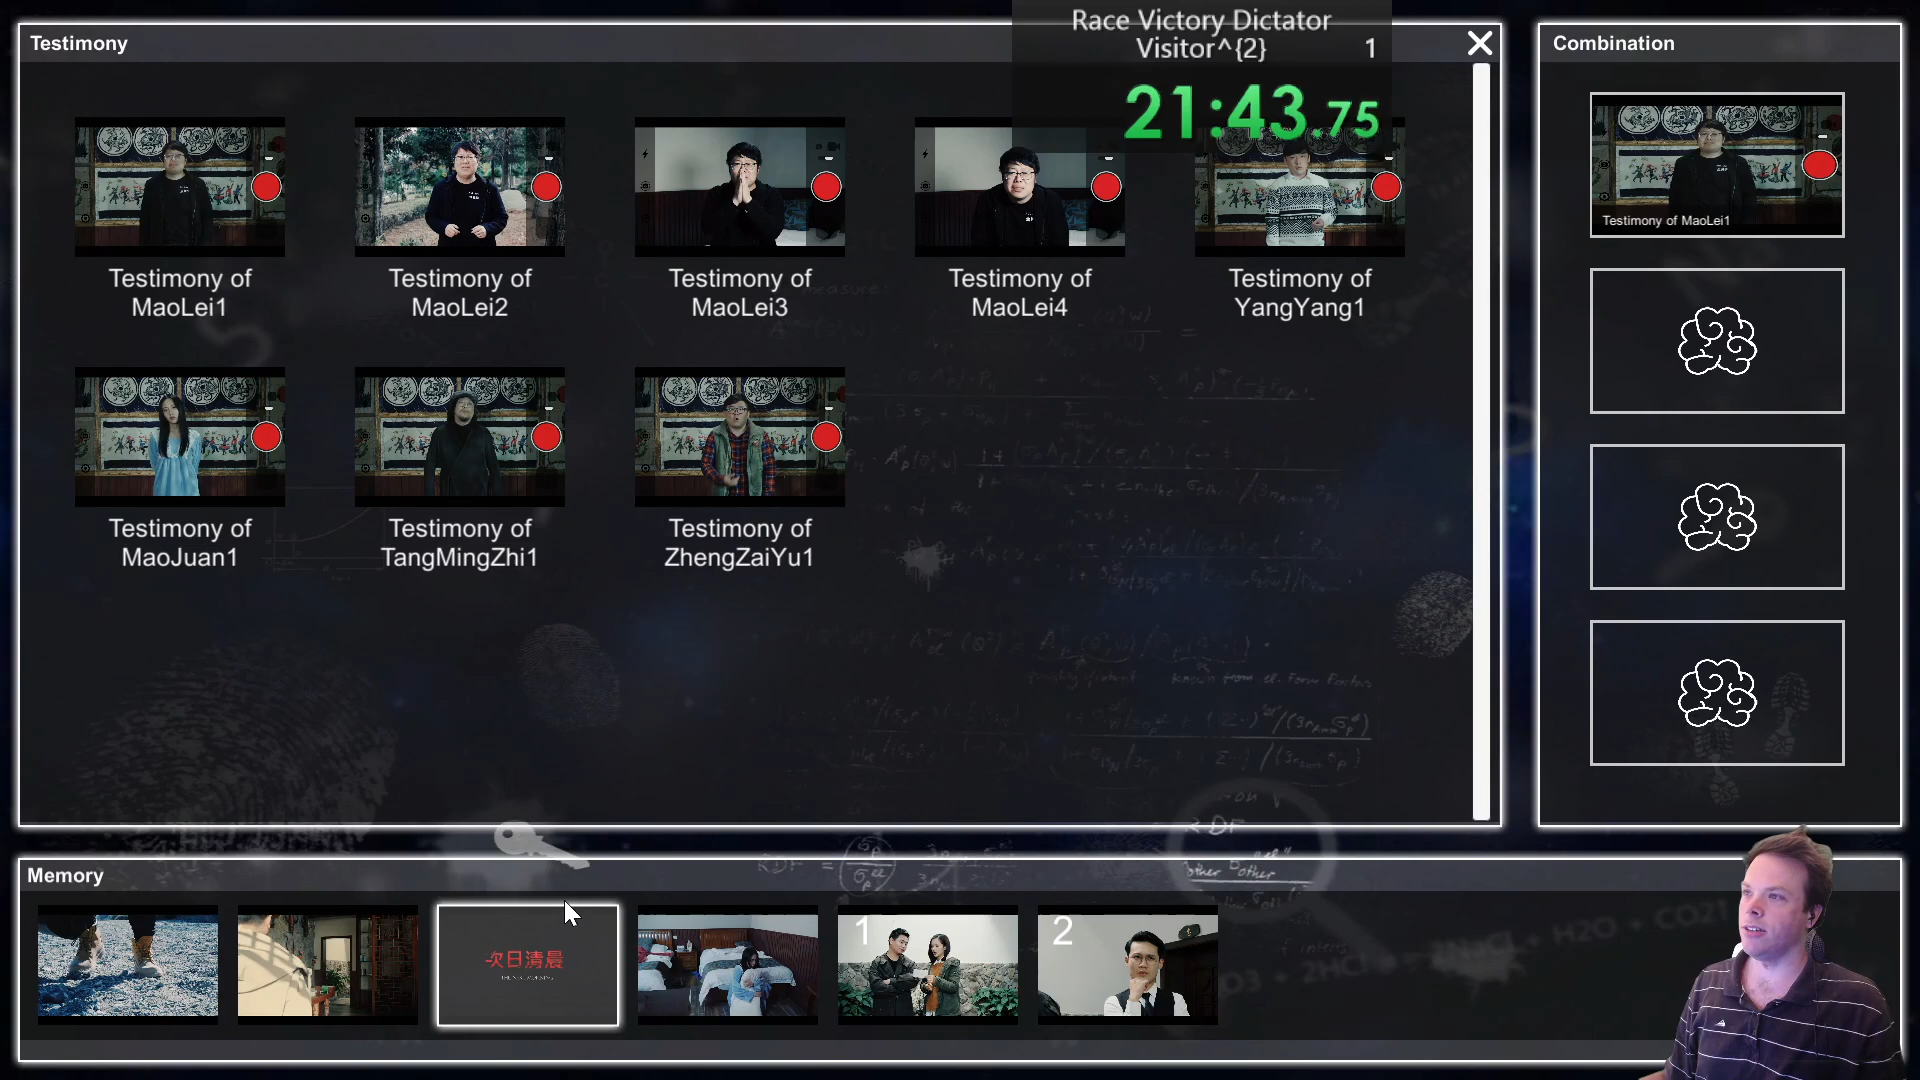 Race Victory Dictator
Visitor^{2} 1
21:43.75
Testimony
Combination
Testimony of
MaoLei1
Testimony of
MaoLei2
Testimony of
MaoLei3
Testimony of
MaoLei4
Testimony of
YangYang1
Testimony of MaoLei1
Testimony of
MaoJuan1
Testimony of
TangMingZhi1
Testimony of
ZhengZaiYu1
Memory
次日清晨
1
2